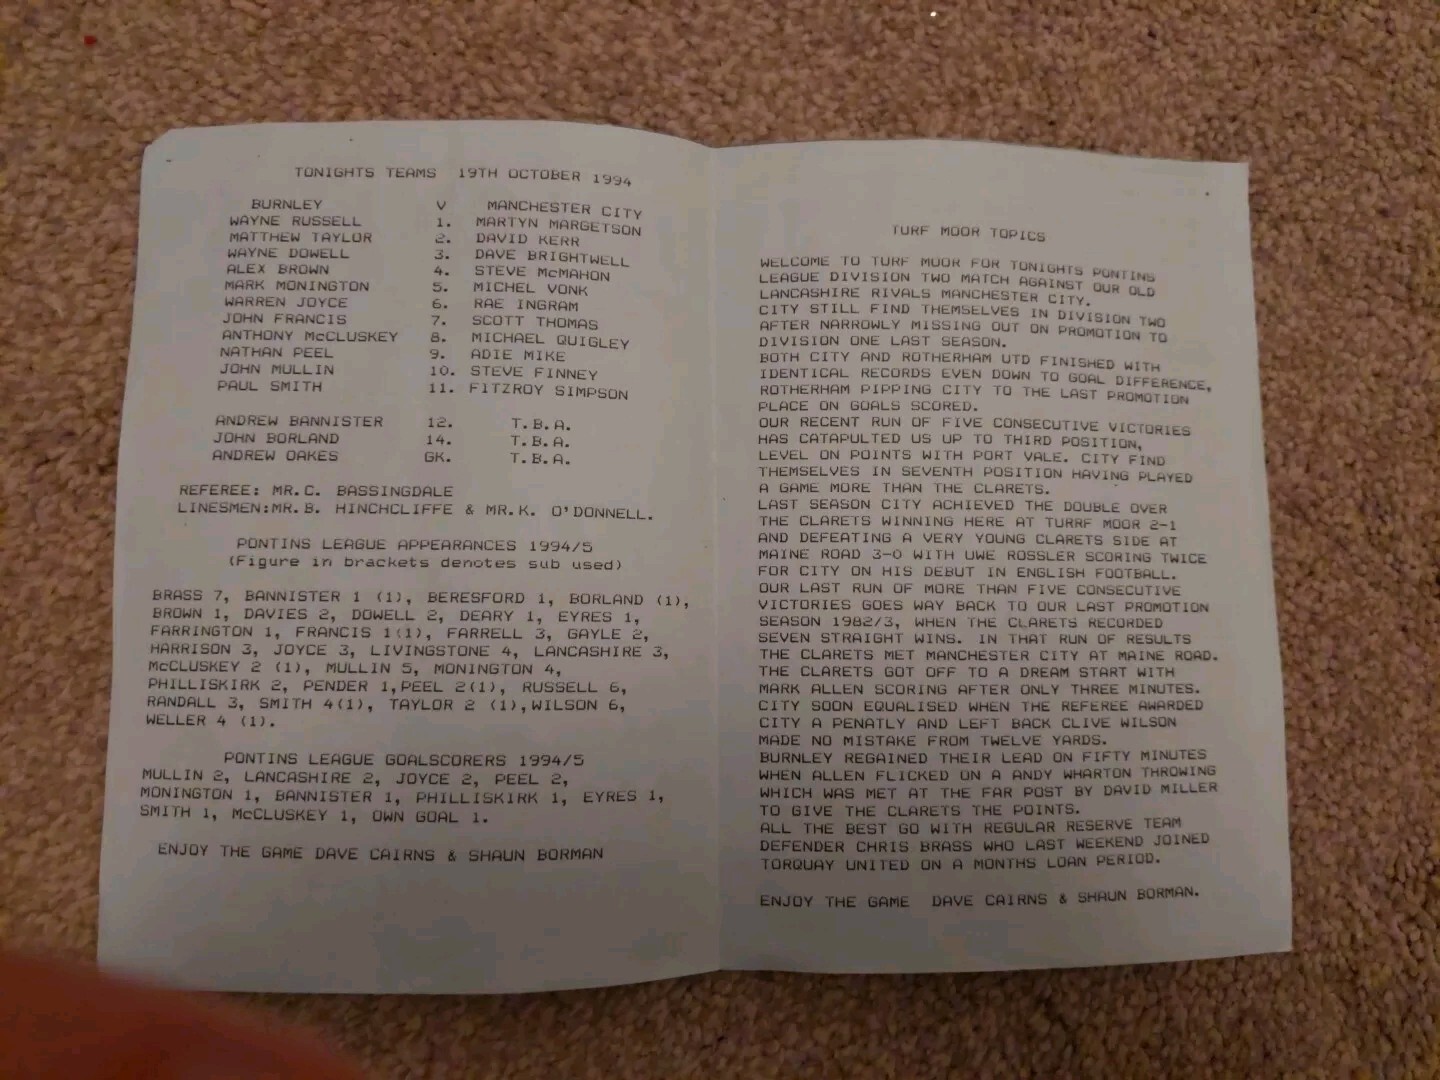 TONIGHTS TEAMS 19TH OCTOBER 1994
BURNLEY V MANCHESTER CITY
WAYNE RUSSELL 1. MARTYN MARGETSON
MATTHEW TAYLOR 2. DAVID KERR
WAYNE DOWELL 3. DAVE BRIGHTWELL
ALEX BROWN 4. STEVE McMAHON
MARK MONINGTON 5. MICHEL VONK
WARREN JOYCE 6. RAE INGRAM
JOHN FRANCIS 7. SCOTT THOMAS
ANTHONY McCLUSKEY 8. MICHAEL QUIGLEY
NATHAN PEEL 9. ADIE MIKE
JOHN MULLIN 10. STEVE FINNEY
PAUL SMITH 11. FITZROY SIMPSON
ANDREW BANNISTER 12. T.B.A.
JOHN BORLAND 14. T.B.A.
ANDREW OAKES GK. T.B.A.
REFEREE: MR.C. BASSINGDALE
LINESMEN:MR.B. HINCHCLIFFE & MR.K. O'DONNELL.
PONTINS LEAGUE APPEARANCES 1994/5
(Figure in brackets denotes sub used)
BRASS 7, BANNISTER 1 (1), BERESFORD 1, BORLAND (1),
BROWN 1, DAVIES 2, DOWELL 2, DEARY 1, EYRES 1,
FARRINGTON 1, FRANCIS 1(1), FARRELL 3, GAYLE 2,
HARRISON 3, JOYCE 3, LIVINGSTONE 4, LANCASHIRE 3,
McCLUSKEY 2 (1), MULLIN 5, MONINGTON 4,
PHILLISKIRK 2, PENDER 1,PEEL 2(1), RUSSELL 6,
RANDALL 3, SMITH 4(1), TAYLOR 2 (1),WILSON 6,
WELLER 4 (1).
PONTINS LEAGUE GOALSCORERS 1994/5
MULLIN 2, LANCASHIRE 2, JOYCE 2, PEEL 2,
MONINGTON 1, BANNISTER 1, PHILLISKIRK 1, EYRES 1,
SMITH 1, McCLUSKEY 1, OWN GOAL 1.
ENJOY THE GAME DAVE CAIRNS & SHAUN BORMAN
TURF MOOR TOPICS
WELCOME TO TURF MOOR FOR TONIGHTS PONTINS
LEAGUE DIVISION TWO MATCH AGAINST OUR OLD
LANCASHIRE RIVALS MANCHESTER CITY.
CITY STILL FIND THEMSELVES IN DIVISION TWO
AFTER NARROWLY MISSING OUT ON PROMOTION TO
DIVISION ONE LAST SEASON.
BOTH CITY AND ROTHERHAM UTD FINISHED WITH
IDENTICAL RECORDS EVEN DOWN TO GOAL DIFFERENCE,
ROTHERHAM PIPPING CITY TO THE LAST PROMOTION
PLACE ON GOALS SCORED.
OUR RECENT RUN OF FIVE CONSECUTIVE VICTORIES
HAS CATAPULTED US UP TO THIRD POSITION,
LEVEL ON POINTS WITH PORT VALE. CITY FIND
THEMSELVES IN SEVENTH POSITION HAVING PLAYED
A GAME MORE THAN THE CLARETS.
LAST SEASON CITY ACHIEVED THE DOUBLE OVER
THE CLARETS WINNING HERE AT TURRF MOOR 2-1
AND DEFEATING A VERY YOUNG CLARETS SIDE AT
MAINE ROAD 3-0 WITH UWE ROSSLER SCORING TWICE
FOR CITY ON HIS DEBUT IN ENGLISH FOOTBALL.
OUR LAST RUN OF MORE THAN FIVE CONSECUTIVE
VICTORIES GOES WAY BACK TO OUR LAST PROMOTION
SEASON 1982/3, WHEN THE CLARETS RECORDED
SEVEN STRAIGHT WINS. IN THAT RUN OF RESULTS
THE CLARETS MET MANCHESTER CITY AT MAINE ROAD.
THE CLARETS GOT OFF TO A DREAM START WITH
MARK ALLEN SCORING AFTER ONLY THREE MINUTES.
CITY SOON EQUALISED WHEN THE REFEREE AWARDED
CITY A PENATLY AND LEFT BACK CLIVE WILSON
MADE NO MISTAKE FROM TWELVE YARDS.
BURNLEY REGAINED THEIR LEAD ON FIFTY MINUTES
WHEN ALLEN FLICKED ON A ANDY WHARTON THROWING
WHICH WAS MET AT THE FAR POST BY DAVID MILLER
TO GIVE THE CLARETS THE POINTS.
ALL THE BEST GO WITH REGULAR RESERVE TEAM
DEFENDER CHRIS BRASS WHO LAST WEEKEND JOINED
TORQUAY UNITED ON A MONTHS LOAN PERIOD.
ENJOY THE GAME DAVE CAIRNS & SHAUN BORMAN.